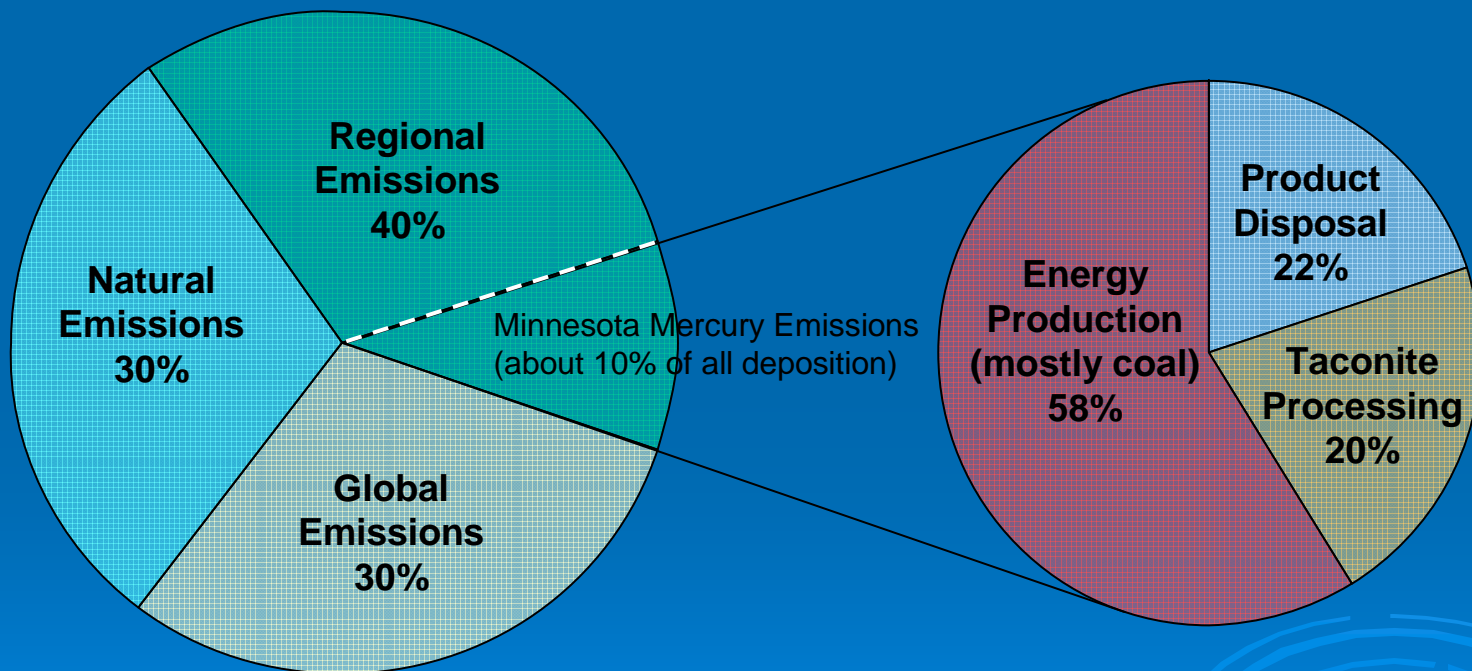 Regional
Emissions
40%
Natural
Emissions
30%
Minnesota Mercury Emissions
(about 10% of all deposition)
Global
Emissions
30%
Product
Disposal
22%
Energy
Production
(mostly coal)
58%
Taconite
Processing
20%